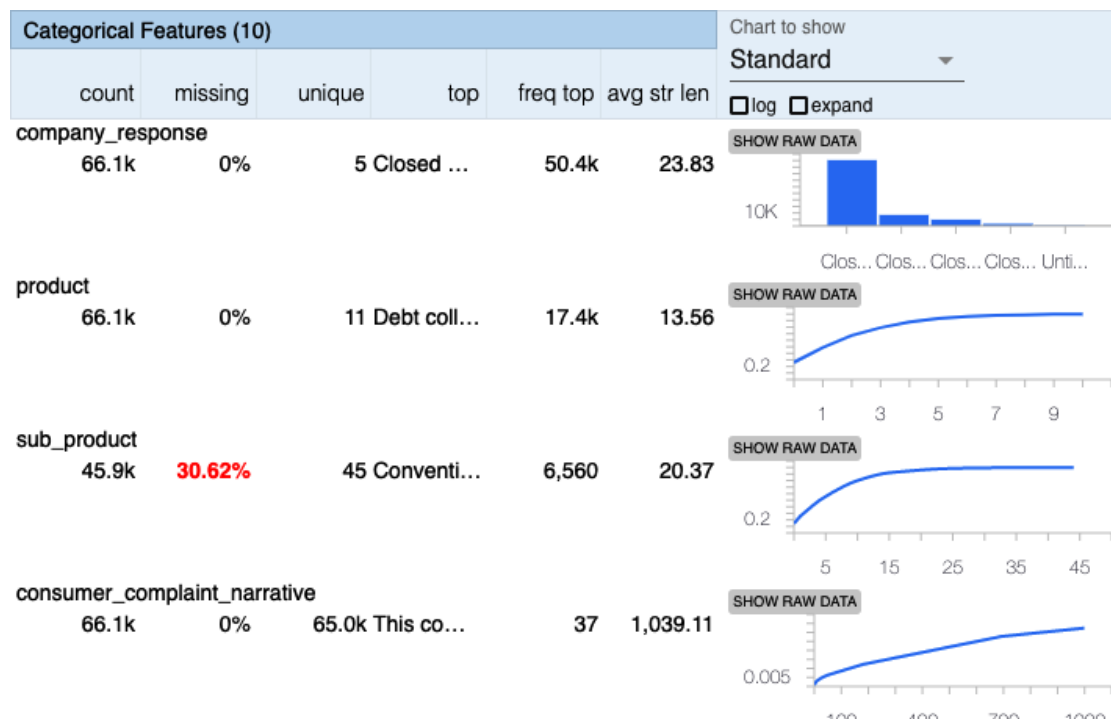 Categorical Features (10)
Chart to show
Standard
count missing unique top freq top avg str len
log expand
company_response
66.1k 0% 5 Closed ... 50.4k 23.83
SHOW RAW DATA
10K
Clos... Clos... Clos... Clos... Unti...
product
66.1k 0% 11 Debt coll... 17.4k 13.56
SHOW RAW DATA
0.2
1 3 5 7 9
sub_product
45.9k 30.62% 45 Conventi... 6,560 20.37
SHOW RAW DATA
0.2
5 15 25 35 45
consumer_complaint_narrative
66.1k 0% 65.0k This co... 37 1,039.11
SHOW RAW DATA
0.005
100 400 700 1000